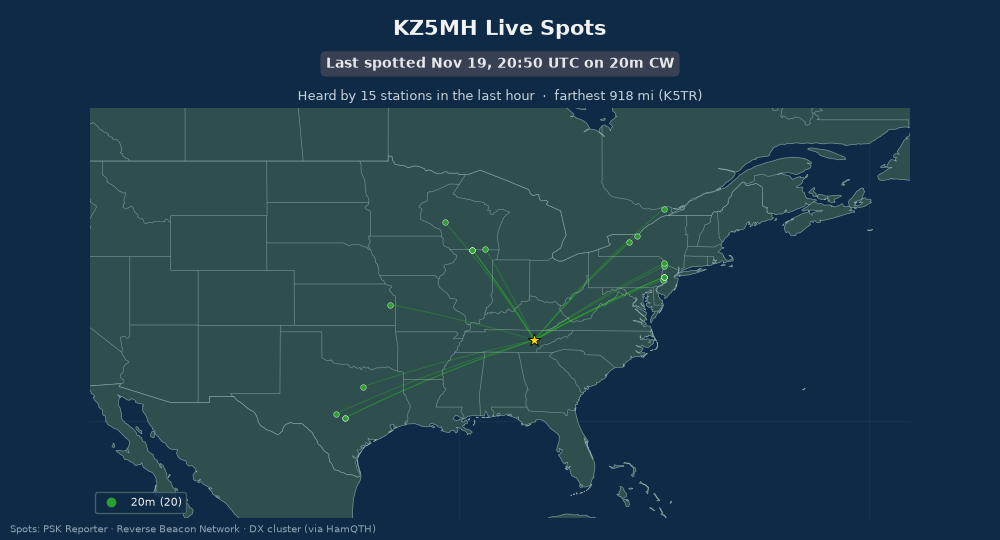 KZ5MH Live Spots
Last spotted Nov 19, 20:50 UTC on 20m CW
Heard by 15 stations in the last hour · farthest 918 mi (K5TR)
20m (20)
Spots: PSK Reporter · Reverse Beacon Network · DX cluster (via HamQTH)